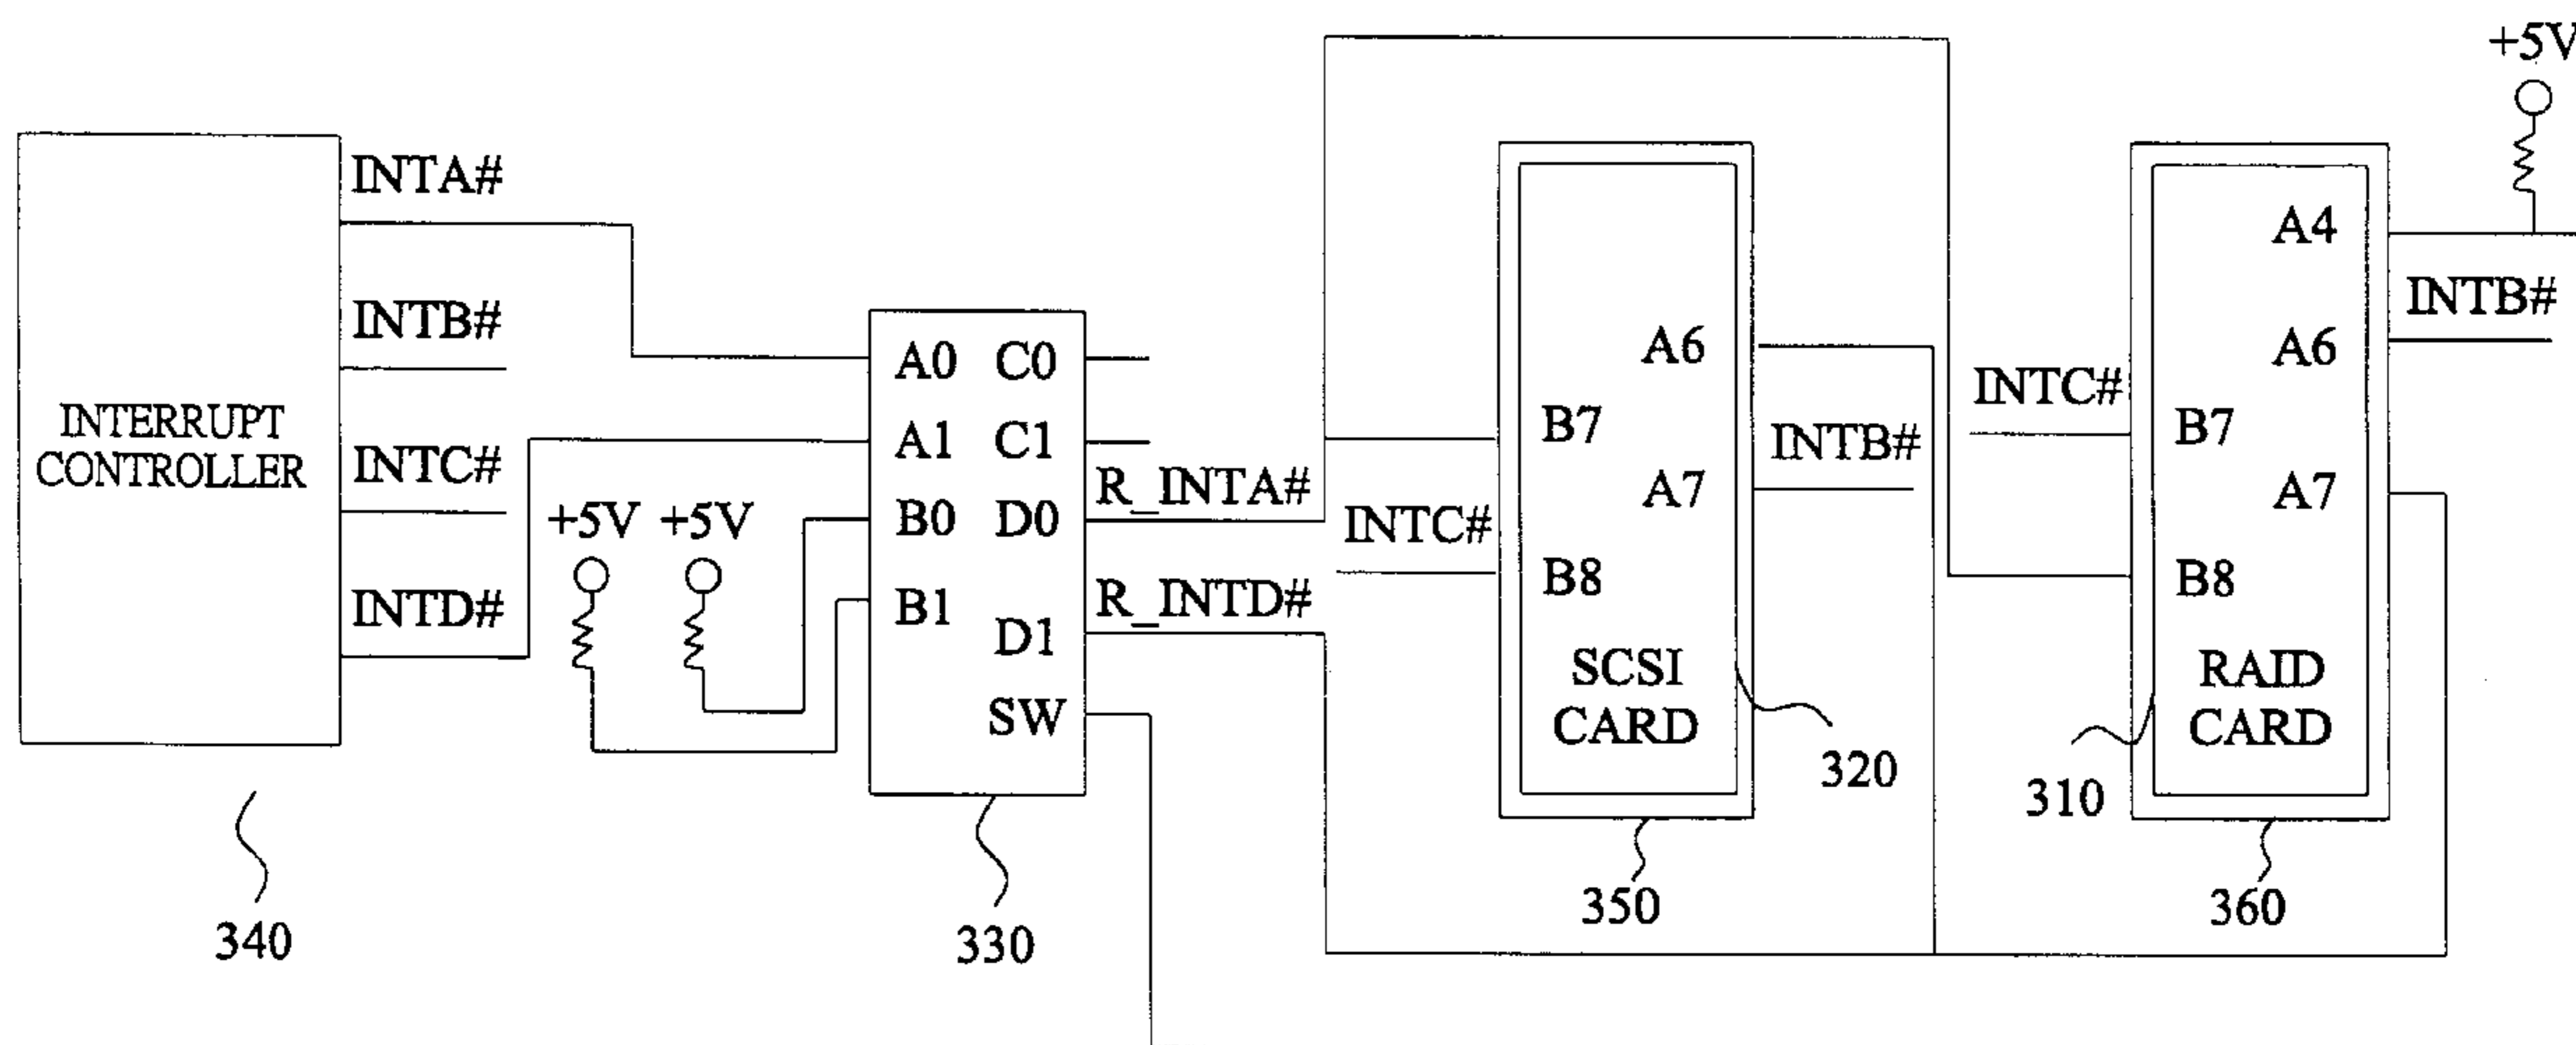 +5V
INTA#
INTB#
INTC#
INTD#
INTERRUPT
CONTROLLER
340
+5V +5V
A0 C0
A1 C1
B0 D0
B1
D1
SW
330
R_INTA#
R_INTD#
INTC#
A6
B7
A7
B8
SCSI
CARD
INTB#
320
350
INTC#
A4
A6
B7
A7
B8
RAID
CARD
INTB#
310
360